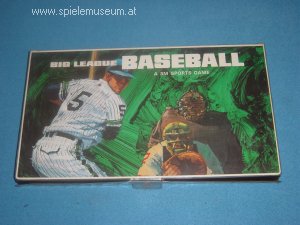 © www.spielemuseum.at
BIG LEAGUE BASEBALL
A 3M SPORTS GAME
5